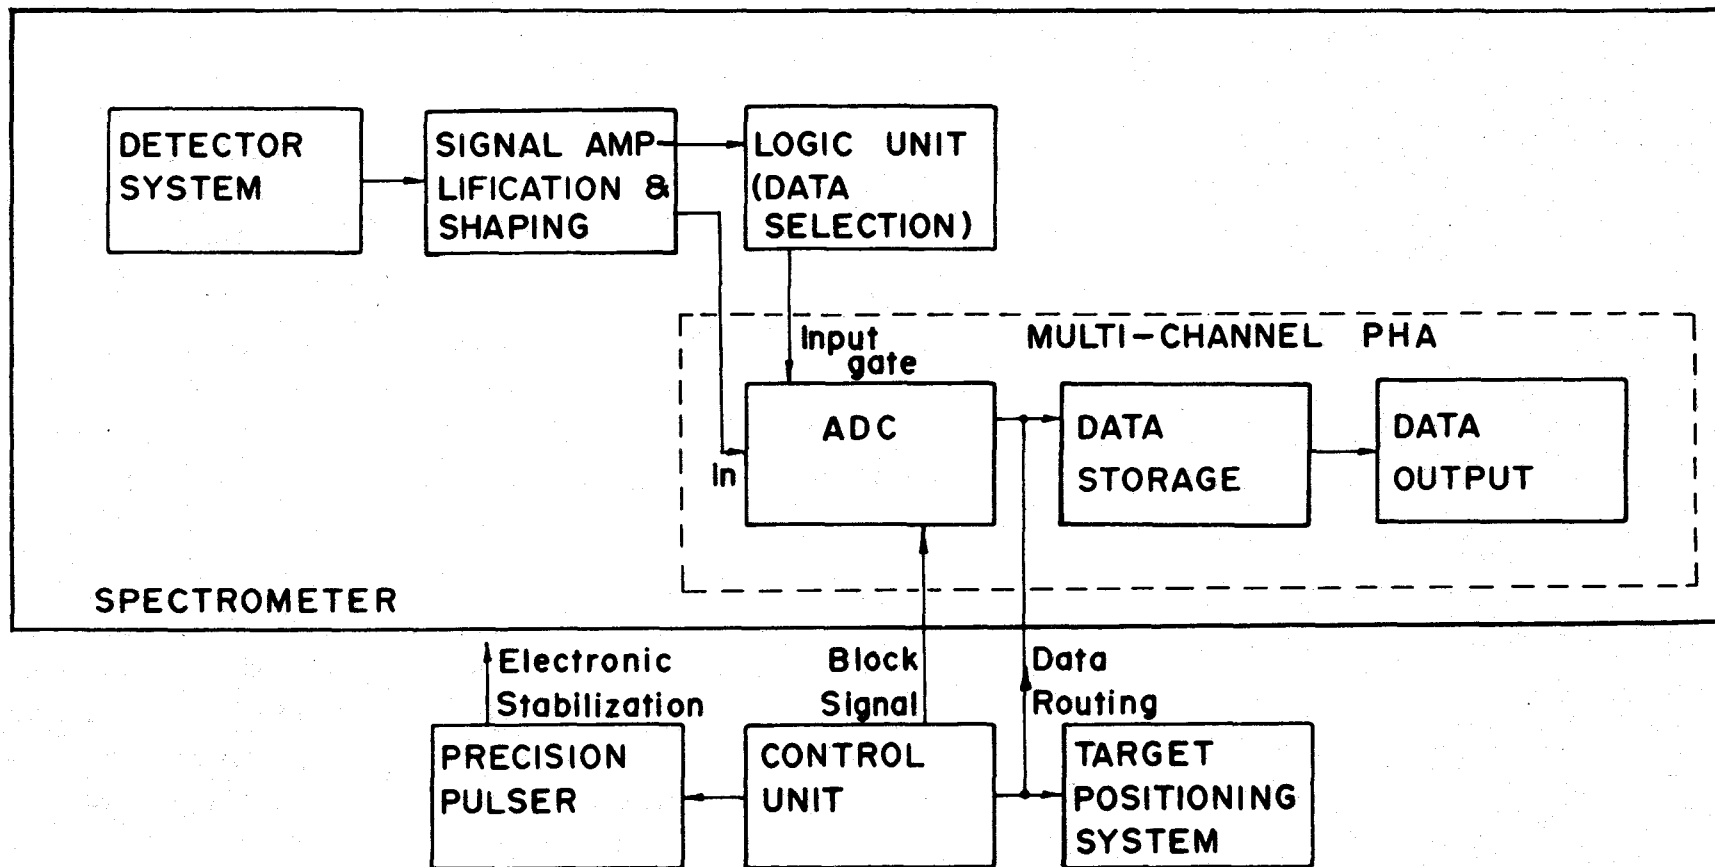 DETECTOR
SYSTEM
SIGNAL AMP-
LIFICATION &
SHAPING
LOGIC UNIT
(DATA
SELECTION)
MULTI-CHANNEL PHA
Input
gate
In
ADC
DATA
STORAGE
DATA
OUTPUT
SPECTROMETER
Electronic
Stabilization
Block
Signal
Data
Routing
PRECISION
PULSER
CONTROL
UNIT
TARGET
POSITIONING
SYSTEM